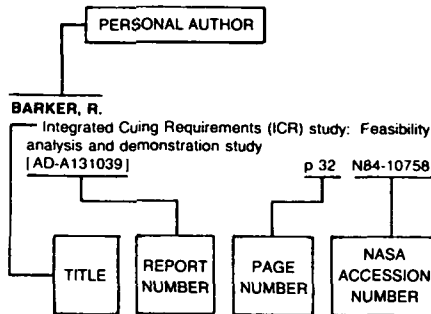 PERSONAL AUTHOR
BARKER, R.
Integrated Cuing Requirements (ICR) study: Feasibility
analysis and demonstration study
[AD-A131039] p 32 N84-10758
TITLE
REPORT
NUMBER
PAGE
NUMBER
NASA
ACCESSION
NUMBER